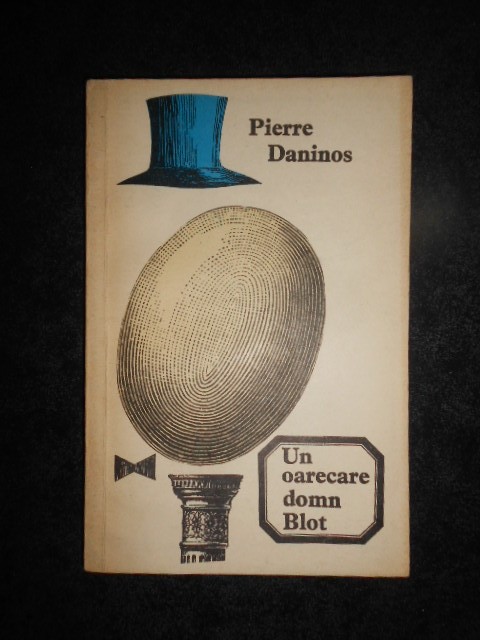 Pierre
Daninos
Un
oarecare
domn
Blot